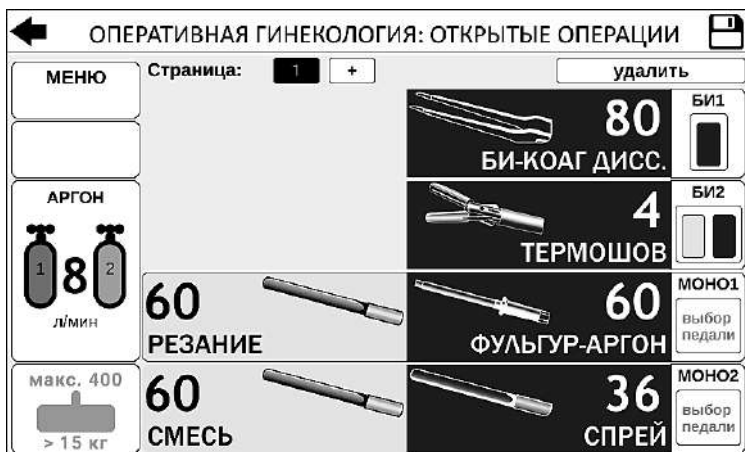 ОПЕРАТИВНАЯ ГИНЕКОЛОГИЯ: ОТКРЫТЫЕ ОПЕРАЦИИ
МЕНЮ
Страница: 1 +
удалить
80
БИ-КОАГ ДИСС.
БИ1
4
ТЕРМОШОВ
БИ2
АРГОН
1 8 2
л/мин
60
РЕЗАНИЕ
60
ФУЛЬГУР-АРГОН
МОНО1
выбор
педали
макс. 400
> 15 кг
60
СМЕСЬ
36
СПРЕЙ
МОНО2
выбор
педали